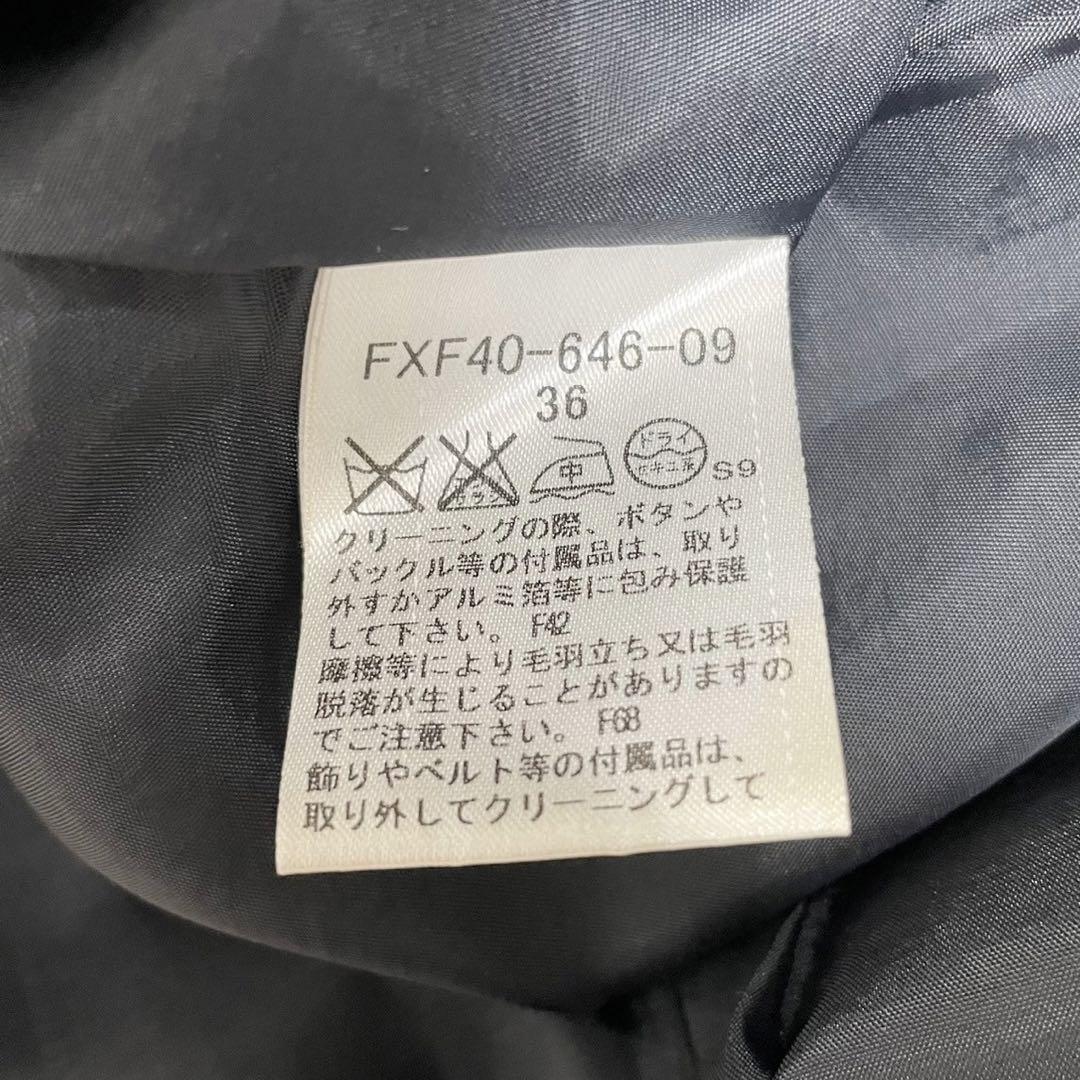 FXF40-646-09
36
中 ドライ セキユ系 S9
クリーニングの際、ボタンや
バックル等の付属品は、取り
外すかアルミ箔等に包み保護
して下さい。 F42
摩擦等により毛羽立ち又は毛羽
脱落が生じることがありますの
でご注意下さい。 F68
飾りやベルト等の付属品は、
取り外してクリーニングして